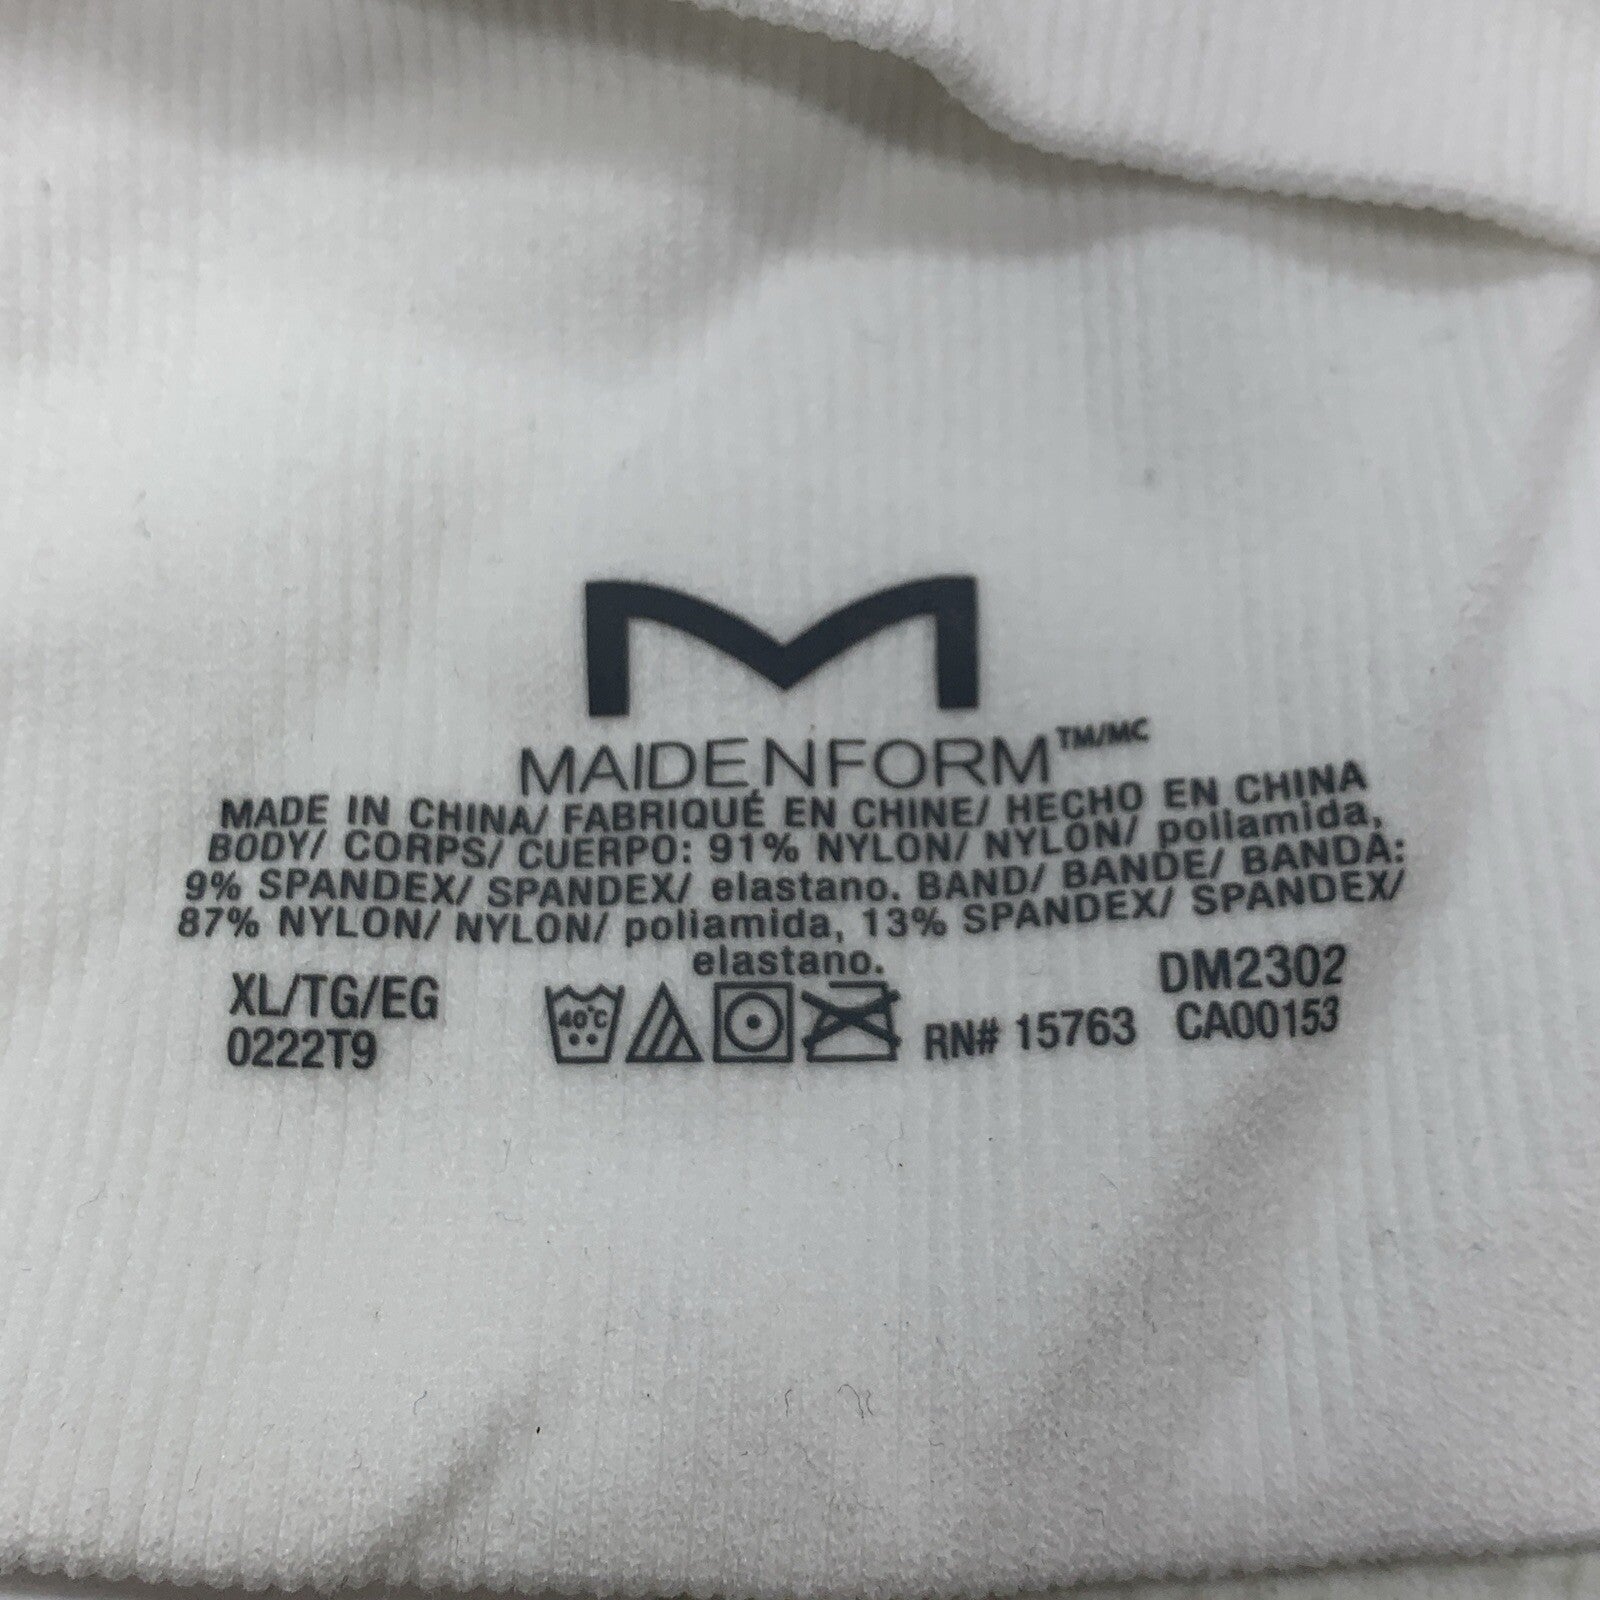 M
MAIDENFORM™/MC
MADE IN CHINA/ FABRIQUÉ EN CHINE/ HECHO EN CHINA
BODY/ CORPS/ CUERPO: 91% NYLON/ NYLON/ poliamida,
9% SPANDEX/ SPANDEX/ elastano. BAND/ BANDE/ BANDA:
87% NYLON/ NYLON/ poliamida, 13% SPANDEX/ SPANDEX/
elastano.
XL/TG/EG
0222T9
40°C
RN# 15763
DM2302
CA00153